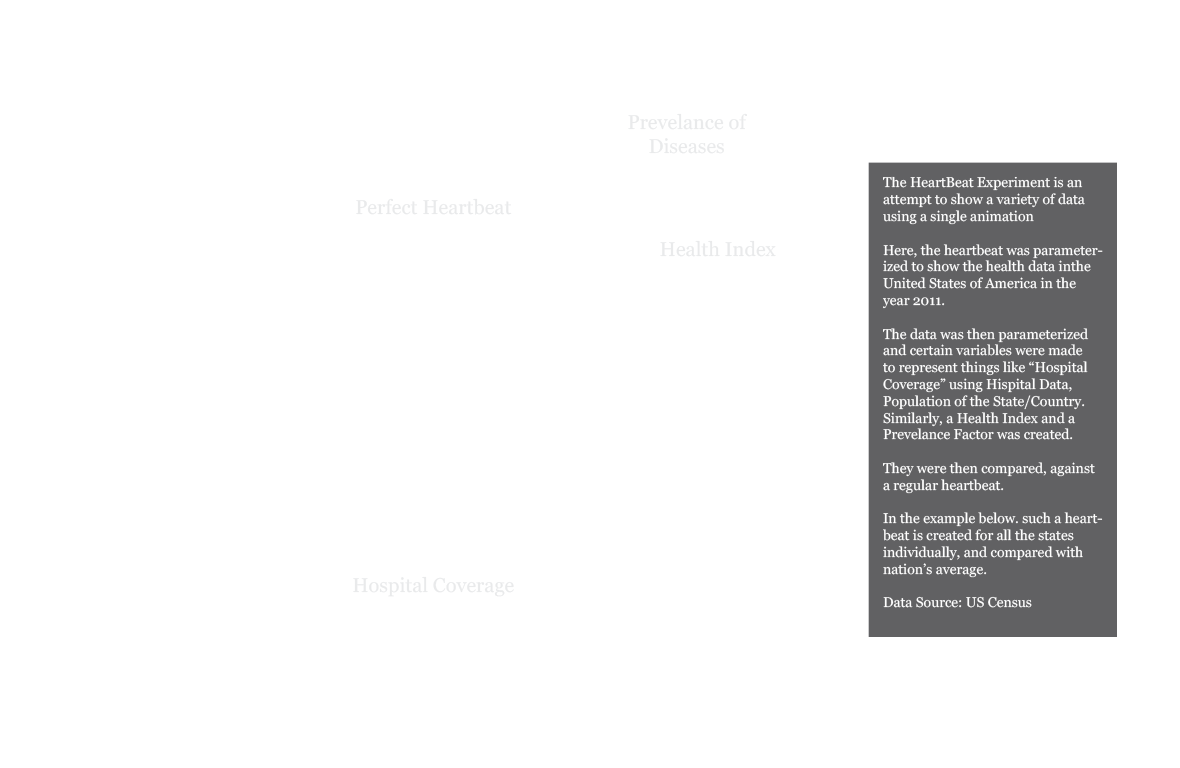 Prevelance of
Diseases
Perfect Heartbeat
Health Index
Hospital Coverage
The HeartBeat Experiment is an
attempt to show a variety of data
using a single animation
Here, the heartbeat was parameter-
ized to show the health data inthe
United States of America in the
year 2011.
The data was then parameterized
and certain variables were made
to represent things like “Hospital
Coverage” using Hispital Data,
Population of the State/Country.
Similarly, a Health Index and a
Prevelance Factor was created.
They were then compared, against
a regular heartbeat.
In the example below. such a heart-
beat is created for all the states
individually, and compared with
nation’s average.
Data Source: US Census